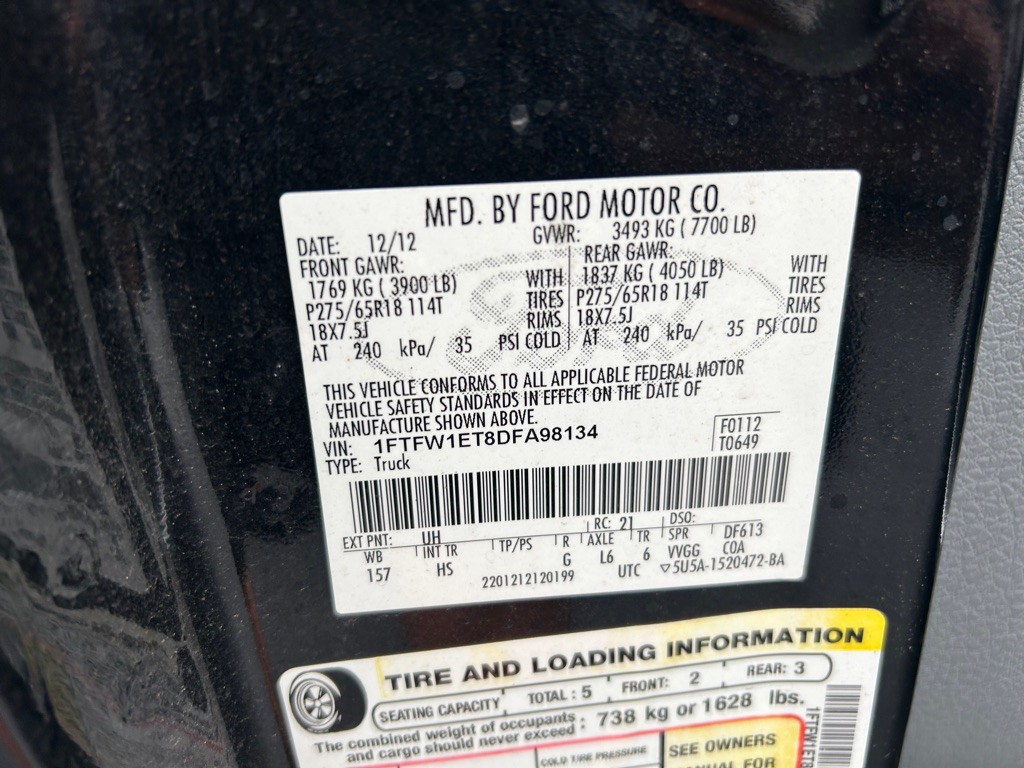 MFD. BY FORD MOTOR CO.
DATE: 12/12 GVWR: 3493 KG ( 7700 LB)
FRONT GAWR: REAR GAWR:
1769 KG ( 3900 LB) WITH 1837 KG ( 4050 LB) WITH
P275/65R18 114T TIRES P275/65R18 114T TIRES
18X7.5J RIMS 18X7.5J RIMS
AT 240 kPa/ 35 PSI COLD AT 240 kPa/ 35 PSI COLD
Ford
THIS VEHICLE CONFORMS TO ALL APPLICABLE FEDERAL MOTOR
VEHICLE SAFETY STANDARDS IN EFFECT ON THE DATE OF
MANUFACTURE SHOWN ABOVE.
VIN: 1FTFW1ET8DFA98134 F0112
TYPE: Truck T0649
EXT PNT: UH RC: 21 DSO:
WB INT TR TP/PS R AXLE TR SPR DF613
157 HS G L6 6 VVGG COA
2201212120199 UTC ▽5U5A-1520472-BA
TIRE AND LOADING INFORMATION
SEATING CAPACITY TOTAL : 5 FRONT: 2 REAR: 3
The combined weight of occupants
and cargo should never exceed : 738 kg or 1628 lbs.
COLD TIRE PRESSURE SEE OWNERS
MANUAL FOR